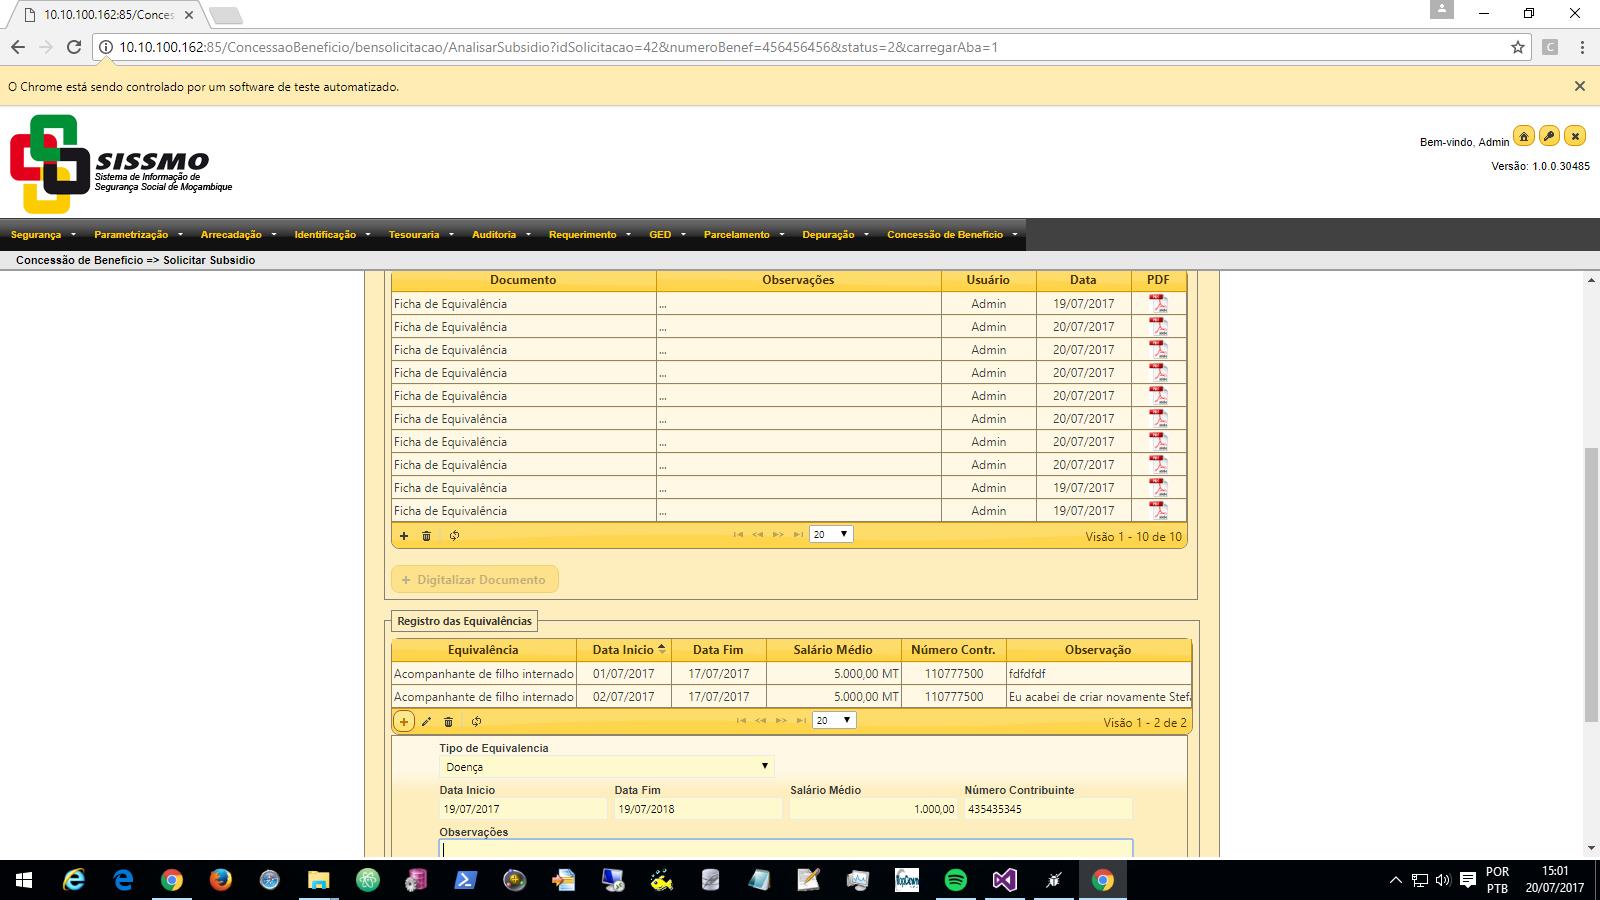 10.10.100.162:85/Conces
10.10.100.162:85/ConcessaoBeneficio/bensolicitacao/AnalisarSubsidio?idSolicitacao=42&numeroBenef=456456456&status=2&carregarAba=1
O Chrome está sendo controlado por um software de teste automatizado.
SISSMO
Sistema de Informação de
Segurança Social de Moçambique
Bem-vindo, Admin
Versão: 1.0.0.30485
Segurança Parametrização Arrecadação Identificação Tesouraria Auditoria Requerimento GED Parcelamento Depuração Concessão de Benefício
Concessão de Benefício => Solicitar Subsidio
Documento Observações Usuário Data PDF
Ficha de Equivalência ... Admin 19/07/2017
Ficha de Equivalência ... Admin 20/07/2017
Ficha de Equivalência ... Admin 20/07/2017
Ficha de Equivalência ... Admin 20/07/2017
Ficha de Equivalência ... Admin 20/07/2017
Ficha de Equivalência ... Admin 20/07/2017
Ficha de Equivalência ... Admin 20/07/2017
Ficha de Equivalência ... Admin 20/07/2017
Ficha de Equivalência ... Admin 19/07/2017
Ficha de Equivalência ... Admin 19/07/2017
20 Visão 1 - 10 de 10
+ Digitalizar Documento
Registro das Equivalências
Equivalência Data Inicio Data Fim Salário Médio Número Contr. Observação
Acompanhante de filho internado 01/07/2017 17/07/2017 5.000,00 MT 110777500 fdfdfdf
Acompanhante de filho internado 02/07/2017 17/07/2017 5.000,00 MT 110777500 Eu acabei de criar novamente Stefa
20 Visão 1 - 2 de 2
Tipo de Equivalencia
Doença
Data Inicio Data Fim Salário Médio Número Contribuinte
19/07/2017 19/07/2018 1.000,00 435435345
Observações
POR
PTB
15:01
20/07/2017